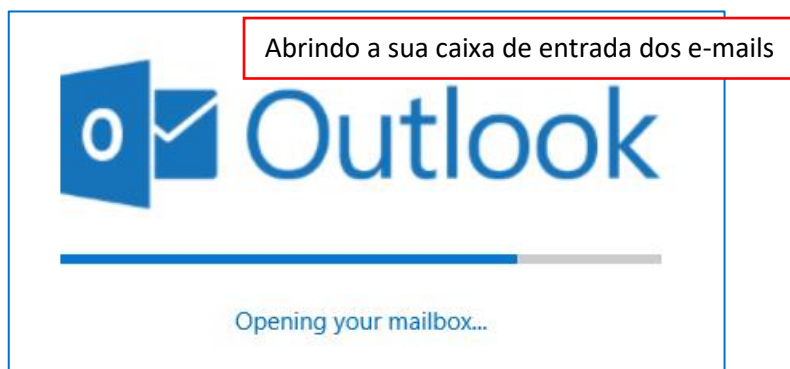 Abrindo a sua caixa de entrada dos e-mails
O
Outlook
Opening your mailbox...